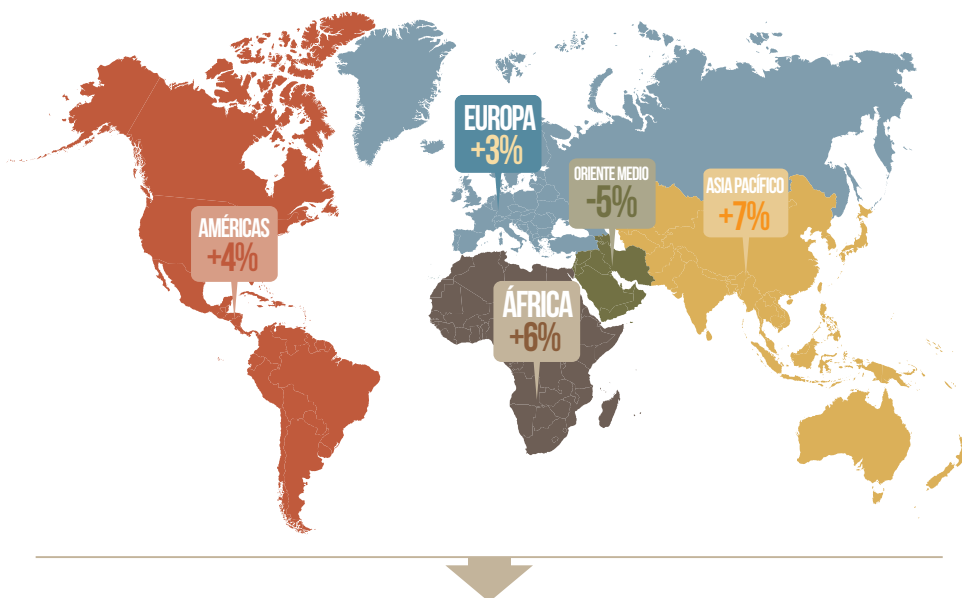 EUROPA
+3%
ORIENTE MEDIO
-5%
ASIA PACÍFICO
+7%
AMÉRICAS
+4%
ÁFRICA
+6%